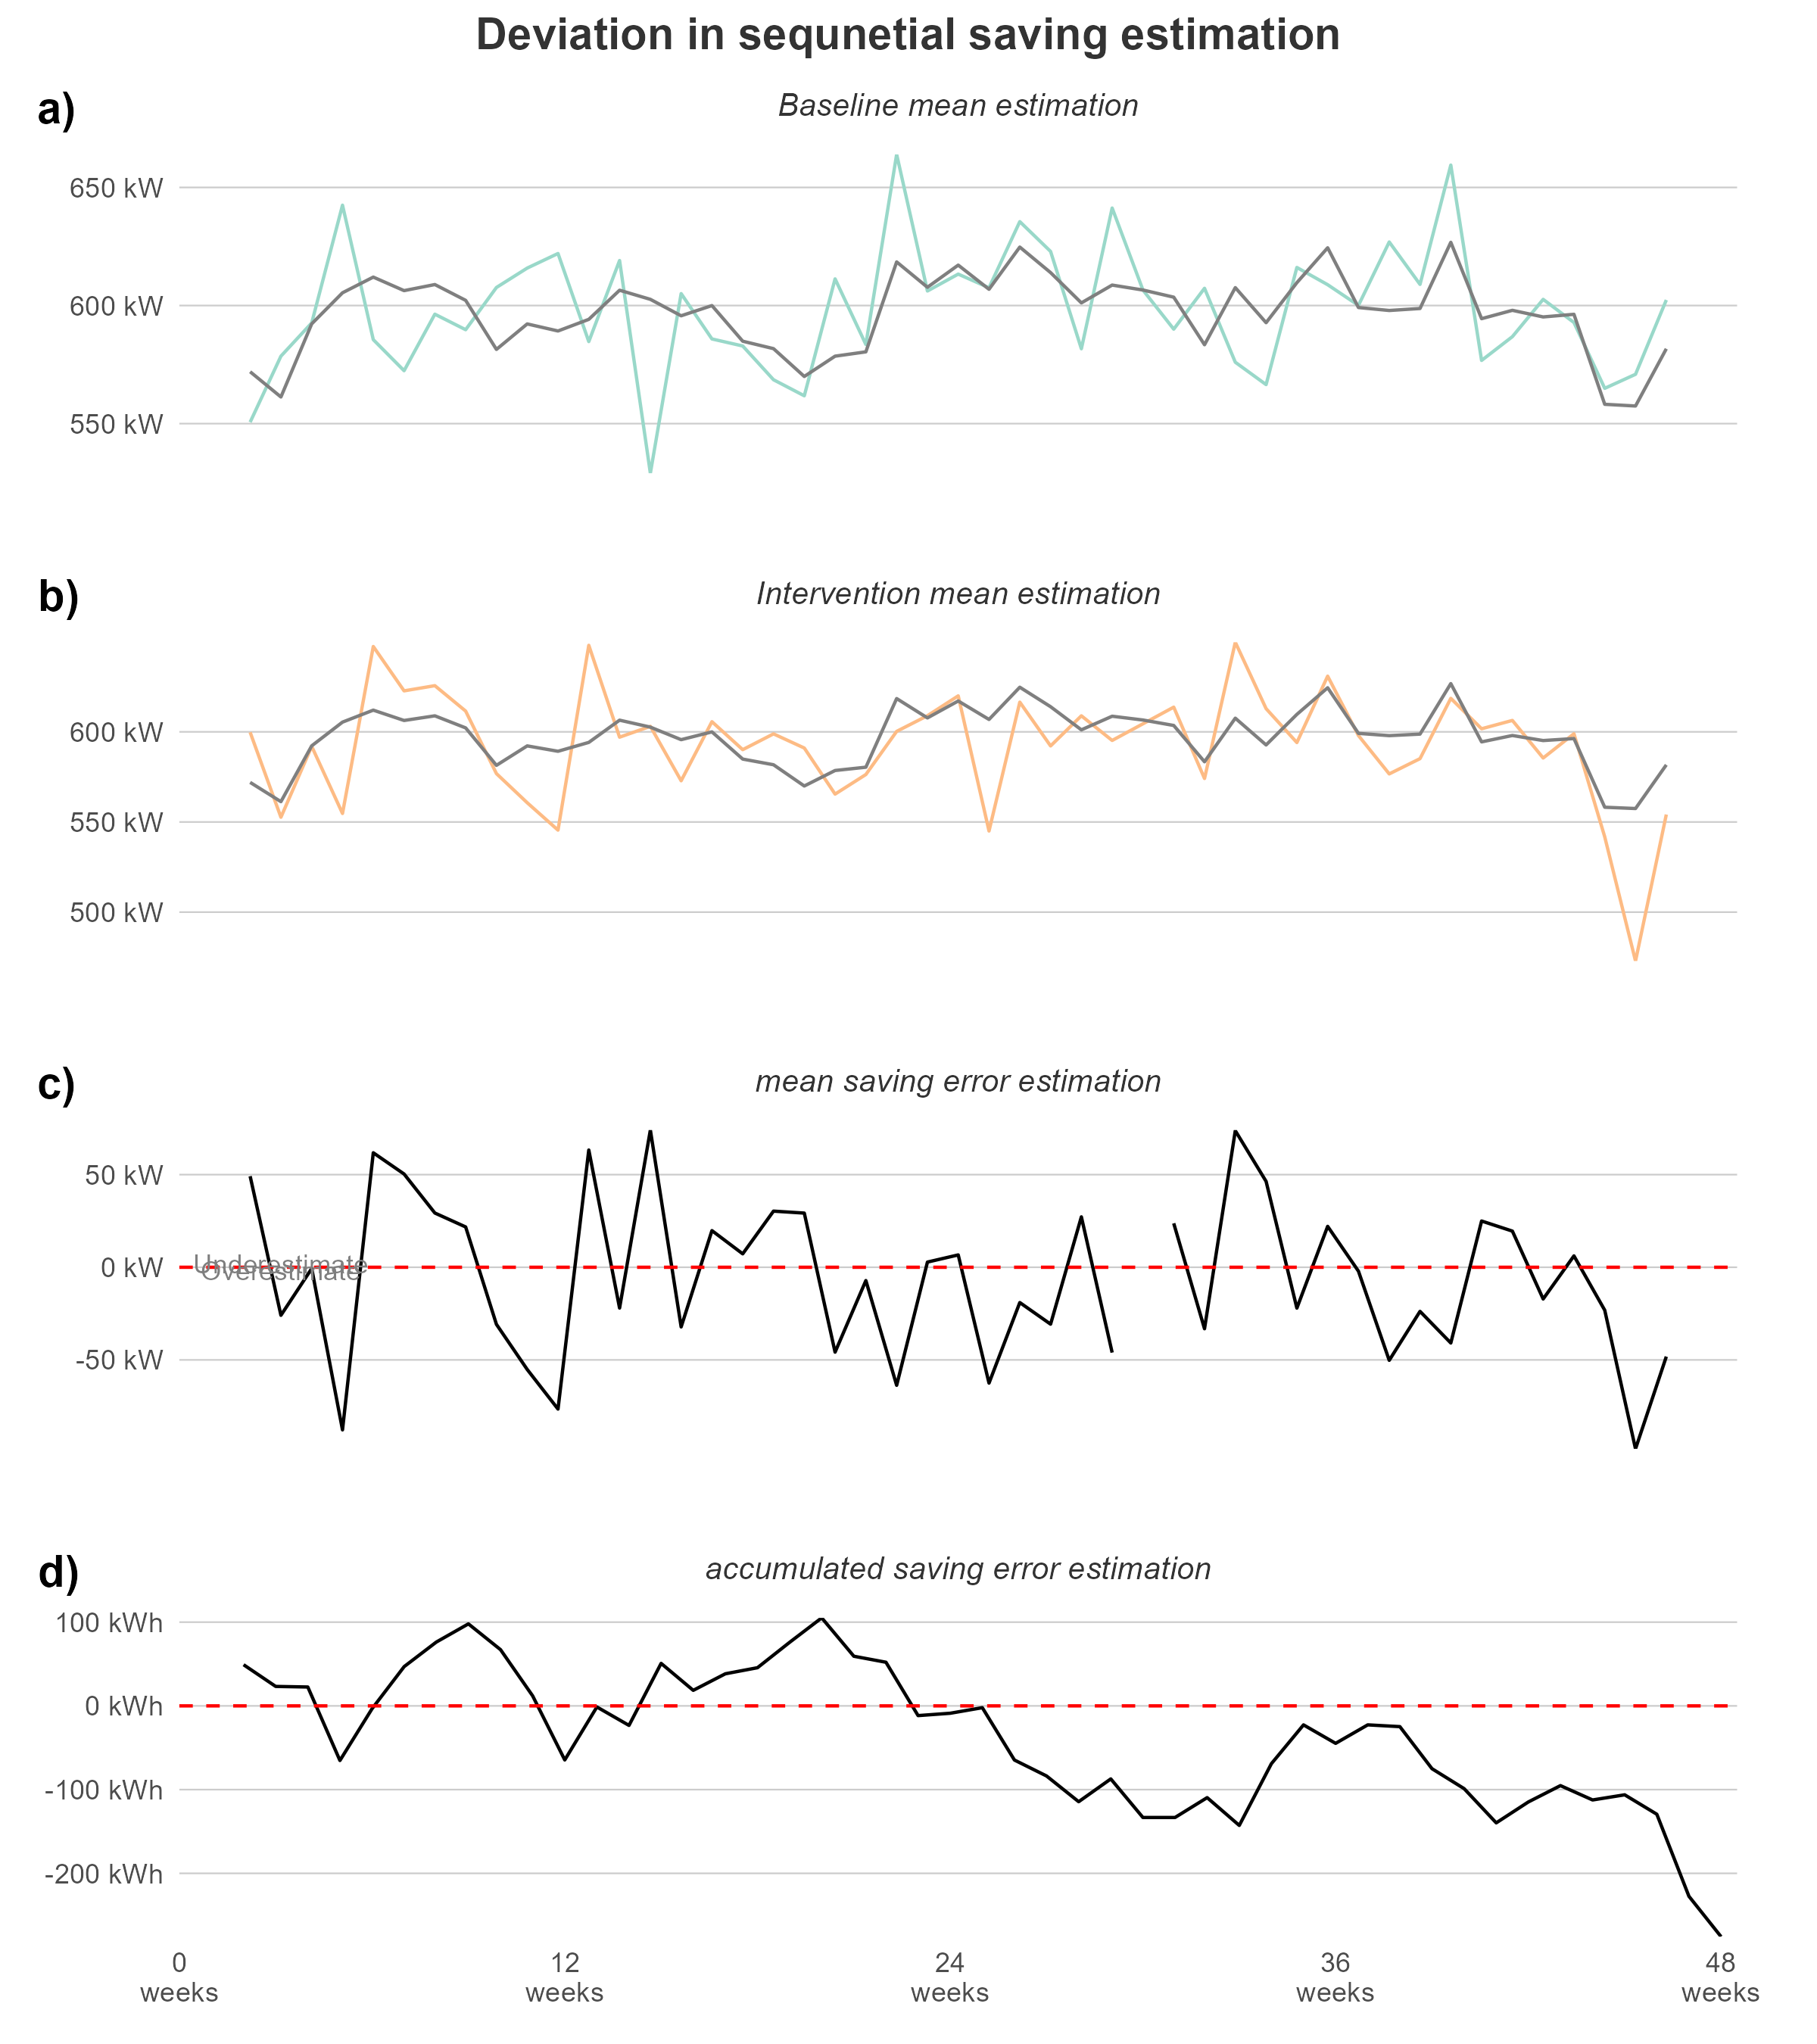 Deviation in sequnetial saving estimation
a)
Baseline mean estimation
650 kW
600 kW
550 kW
b)
Intervention mean estimation
600 kW
550 kW
500 kW
c)
mean saving error estimation
50 kW
0 kW
-50 kW
Underestimate
Overestimate
d)
accumulated saving error estimation
100 kWh
0 kWh
-100 kWh
-200 kWh
0 12 24 36 48
weeks weeks weeks weeks weeks